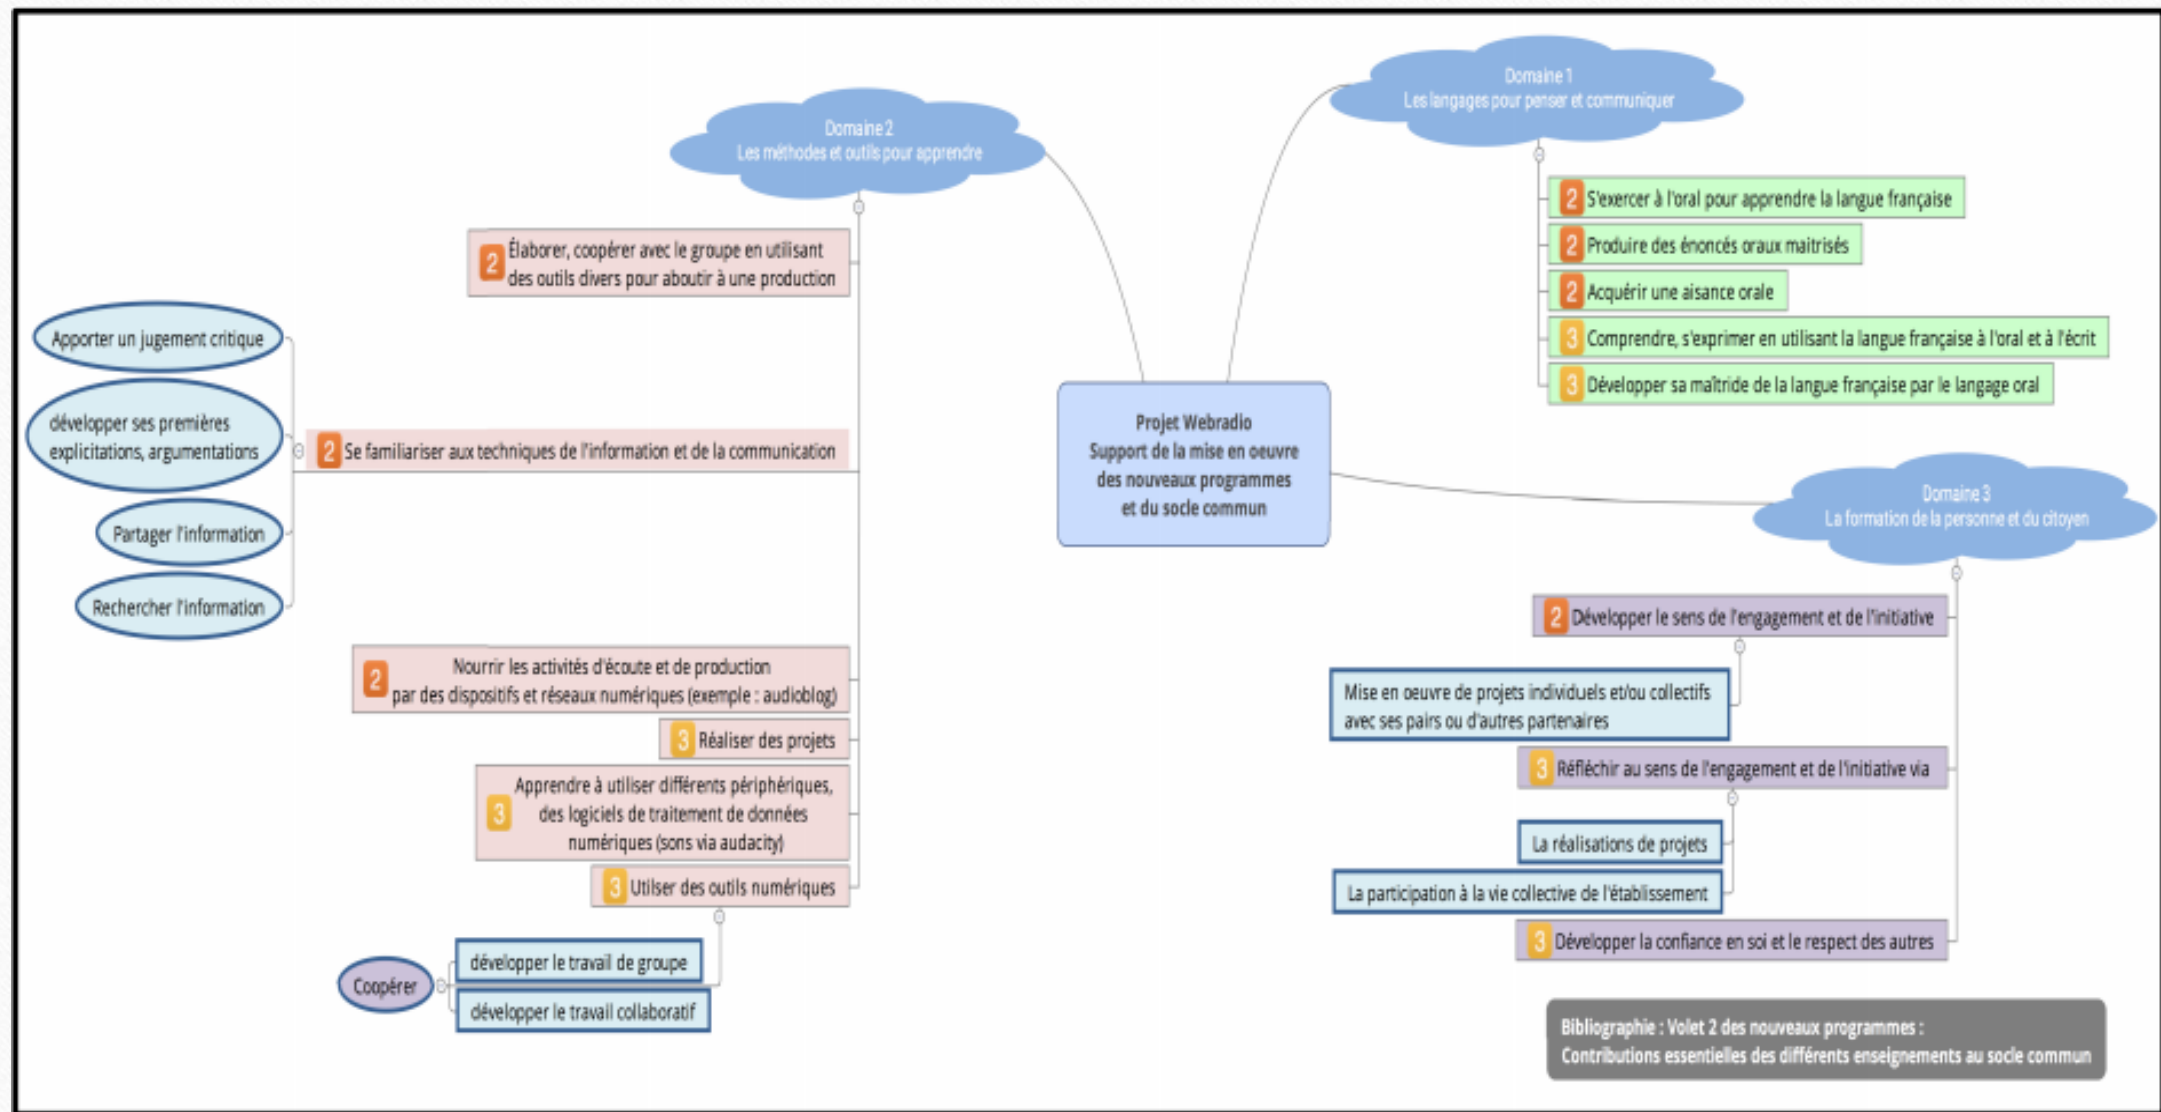 Domaine 1
Les langages pour penser et communiquer
2 S'exercer à l'oral pour apprendre la langue française
2 Produire des énoncés oraux maitrisés
2 Acquérir une aisance orale
3 Comprendre, s'exprimer en utilisant la langue française à l'oral et à l'écrit
3 Développer sa maîtride de la langue française par le langage oral
Domaine 2
Les méthodes et outils pour apprendre
2 Élaborer, coopérer avec le groupe en utilisant
des outils divers pour aboutir à une production
2 Se familiariser aux techniques de l'information et de la communication
Apporter un jugement critique
développer ses premières
explicitations, argumentations
Partager l'information
Rechercher l'information
2 Nourrir les activités d'écoute et de production
par des dispositifs et réseaux numériques (exemple : audioblog)
3 Réaliser des projets
3 Apprendre à utiliser différents périphériques,
des logiciels de traitement de données
numériques (sons via audacity)
3 Utilser des outils numériques
développer le travail de groupe
Coopérer
développer le travail collaboratif
Projet Webradio
Support de la mise en oeuvre
des nouveaux programmes
et du socle commun
Domaine 3
La formation de la personne et du citoyen
2 Développer le sens de l'engagement et de l'initiative
Mise en oeuvre de projets individuels et/ou collectifs
avec ses pairs ou d'autres partenaires
3 Réfléchir au sens de l'engagement et de l'initiative via
La réalisations de projets
La participation à la vie collective de l'établissement
3 Développer la confiance en soi et le respect des autres
Bibliographie : Volet 2 des nouveaux programmes :
Contributions essentielles des différents enseignements au socle commun